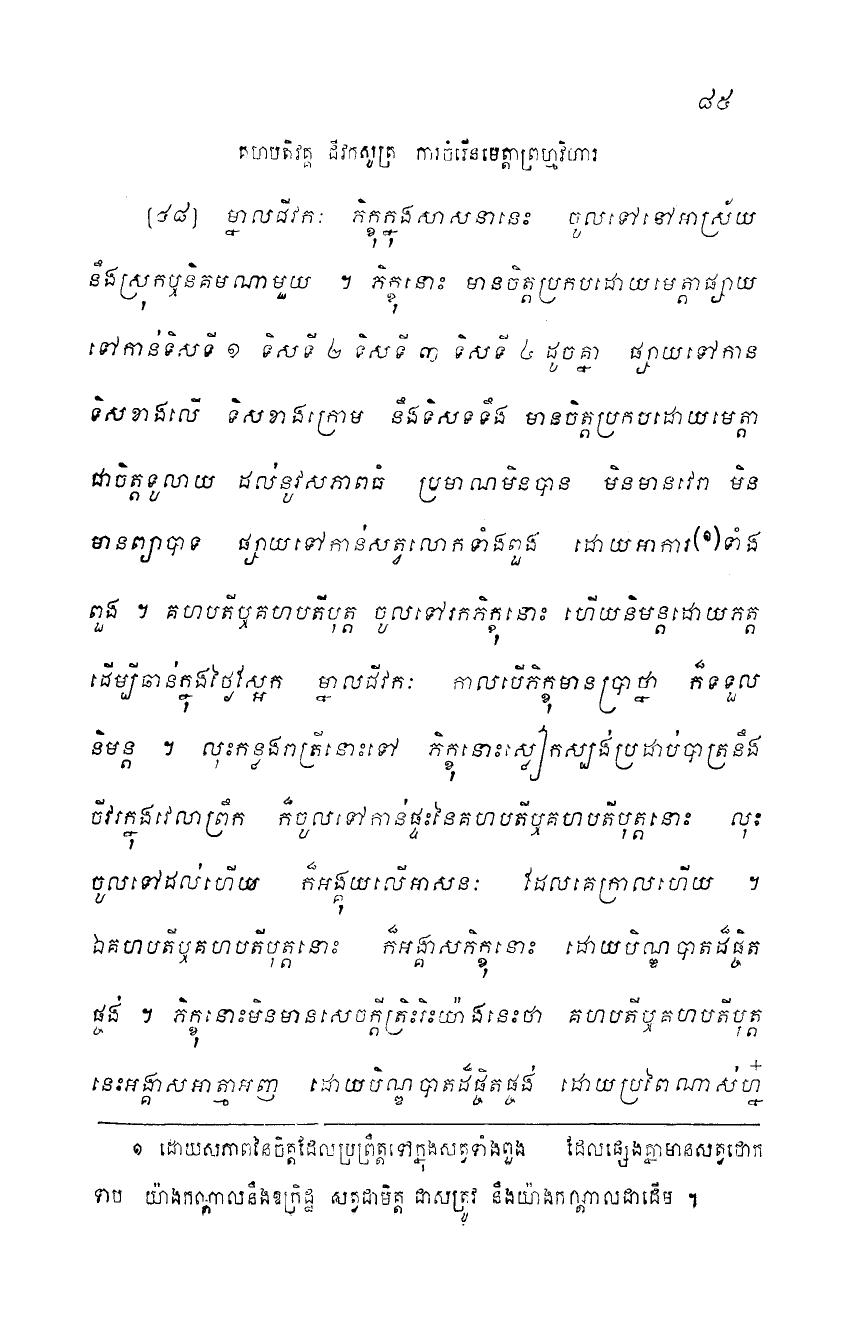 ៨៥
គហបតិវគ្គ ជីវកសូត្រ ការចំរើនមេត្តាព្រហ្មវិហារ
[៤៨] ម្នាលជីវកៈ ភិក្ខុក្នុងសាសនានេះ ចូលទៅនៅអាស្រ័យ
នឹងស្រុកឬនិគមណាមួយ ។ ភិក្ខុនោះ មានចិត្តប្រកបដោយមេត្តាផ្សាយ
ទៅកាន់ទិសទី ១ ទិសទី ២ ទិសទី ៣ ទិសទី ៤ ដូចគ្នា ផ្សាយទៅកាន
ទិសខាងលើ ទិសខាងក្រោម នឹងទិសទទឹង មានចិត្តប្រកបដោយមេត្តា
ជាចិត្តទូលាយ ដល់នូវសភាពធំ ប្រមាណមិនបាន មិនមានវេរា មិន
មានព្យាបាទ ផ្សាយទៅកាន់សត្វលោកទាំងពួង ដោយអាការ(១)ទាំង
ពួង ។ គហបតីឬគហបតីបុត្ត ចូលទៅរកភិក្ខុនោះ ហើយនិមន្តដោយភត្ត
ដើម្បីឆាន់ក្នុងថ្ងៃស្អែក ម្នាលជីវកៈ កាលបើភិក្ខុមានប្រាថ្នា ក៏ទទួល
និមន្ត ។ លុះកន្លងរាត្រីនោះទៅ ភិក្ខុនោះស្លៀកស្បង់ប្រដាប់បាត្រនឹង
ចីវរក្នុងវេលាព្រឹក ក៏ចូលទៅកាន់ផ្ទះនៃគហបតីឬគហបតីបុត្តនោះ លុះ
ចូលទៅដល់ហើយ ក៏អង្គុយលើអាសនៈ ដែលគេក្រាលហើយ ។
ឯគហបតីឬគហបតីបុត្តនោះ ក៏អង្គាសភិក្ខុនោះ ដោយបិណ្ឌបាតដ៏ផ្ចិត
ផ្ចង់ ។ ភិក្ខុនោះមិនមានសេចក្តីត្រិះរិះយ៉ាងនេះថា គហបតីឬគហបតីបុត្ត
នេះអង្គាសអាត្មាអញ ដោយបិណ្ឌបាតដ៏ផ្ចិតផ្ចង់ ដោយប្រពៃណាស់ហ្ន៎
១ ដោយសភាពនៃចិត្តដែលប្រព្រឹត្តទៅក្នុងសត្វទាំងពួង ដែលផ្សេងគ្នាមានសត្វថោក
ទាប យ៉ាងកណ្តាលនឹងឧក្រិដ្ឋ សត្វជាមិត្ត ជាសត្រូវ នឹងយ៉ាងកណ្តាលជាដើម ។